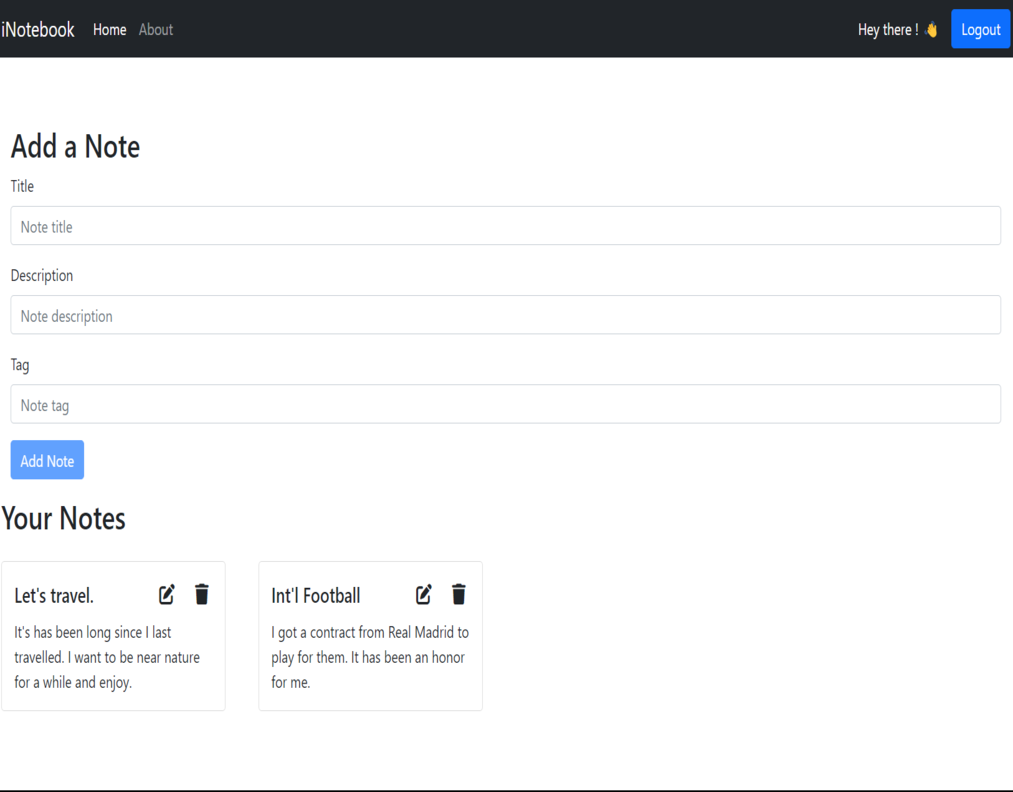 iNotebook Home About Hey there ! 👋 Logout
Add a Note
Title
Note title
Description
Note description
Tag
Note tag
Add Note
Your Notes
Let's travel.
It's has been long since I last
travelled. I want to be near nature
for a while and enjoy.
Int'l Football
I got a contract from Real Madrid to
play for them. It has been an honor
for me.